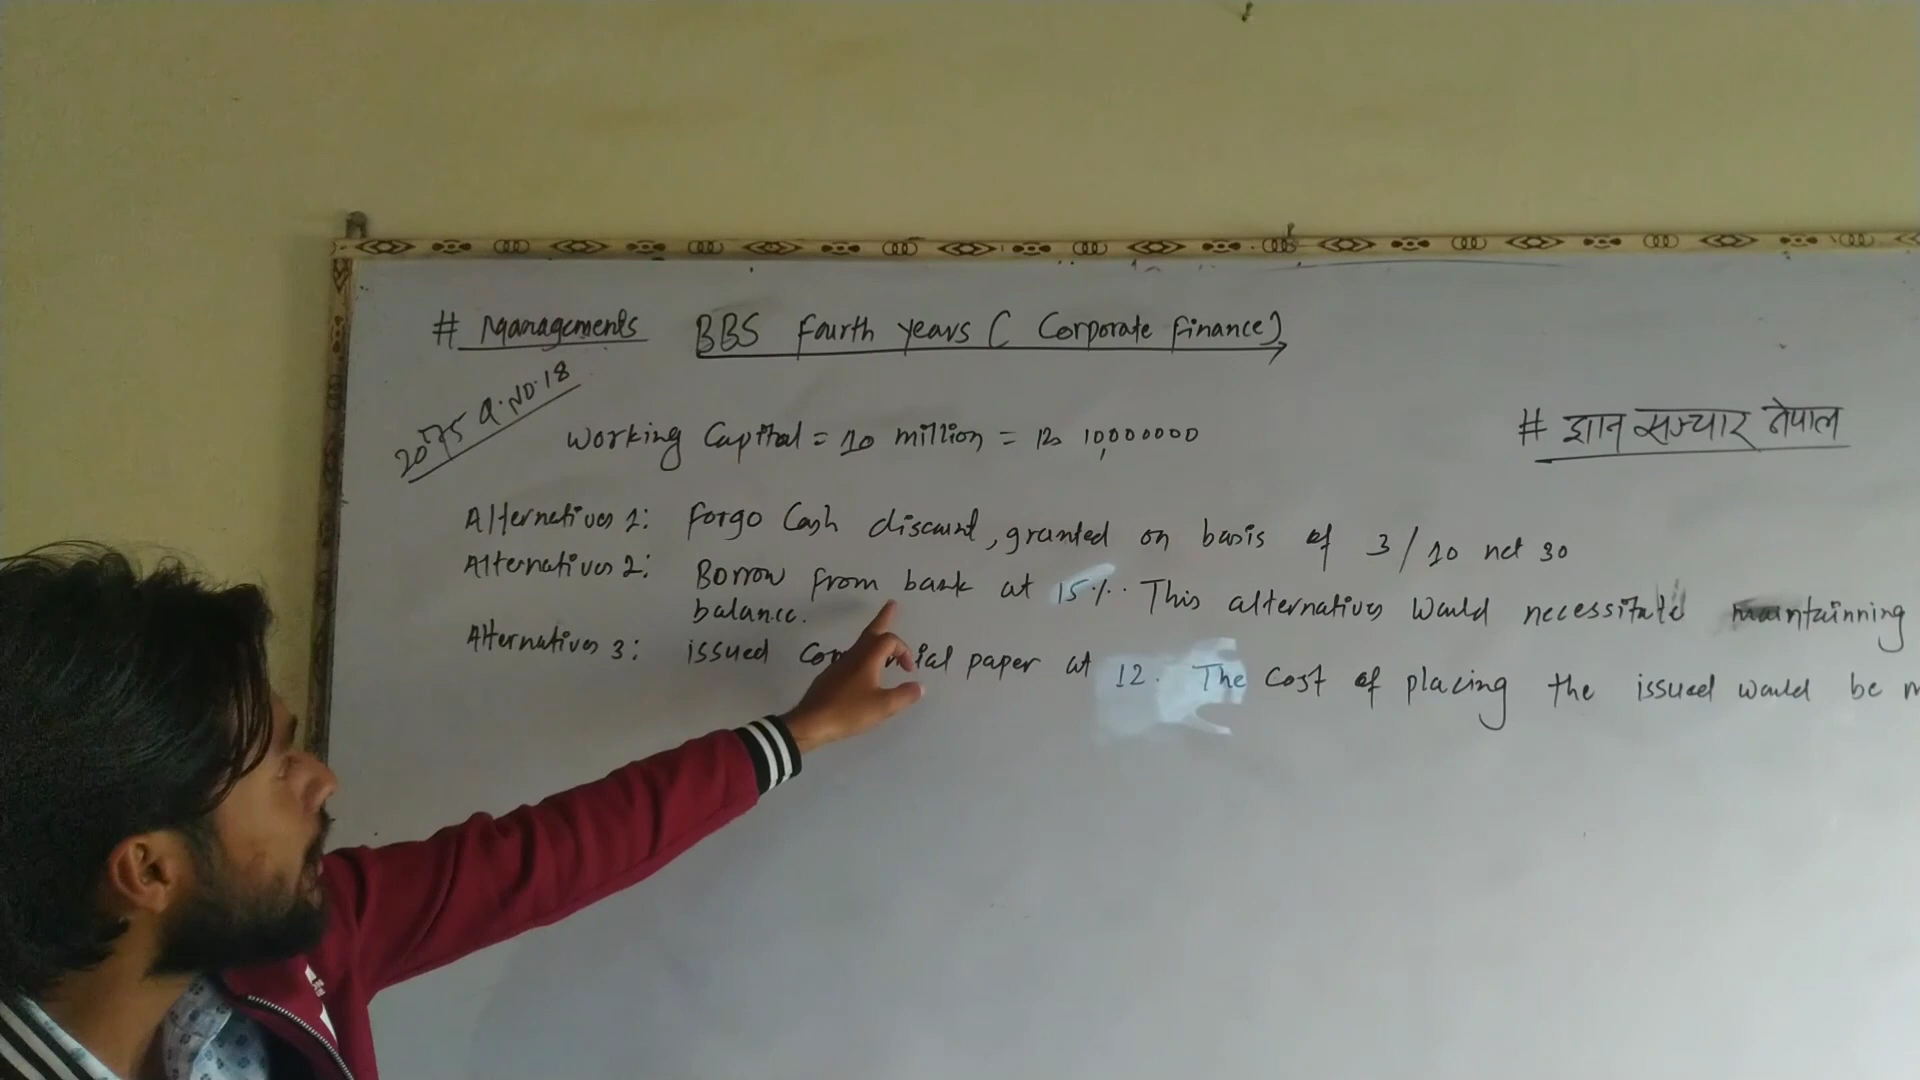 # Managements BBS Fourth years ( Corporate finance)
2075 Q.NO.18
Working Capital = 10 million = Rs 10,000000
# ज्ञान सञ्चार नेपाल
Alternatives 1: Forgo Cash discount, granted on basis of 3/10 net 30
Alternatives 2: Borrow from bank at 15%. This alternatives would necessitate maintainning
balance.
Alternatives 3: issued paper at 12. The cost of placing the issued would be